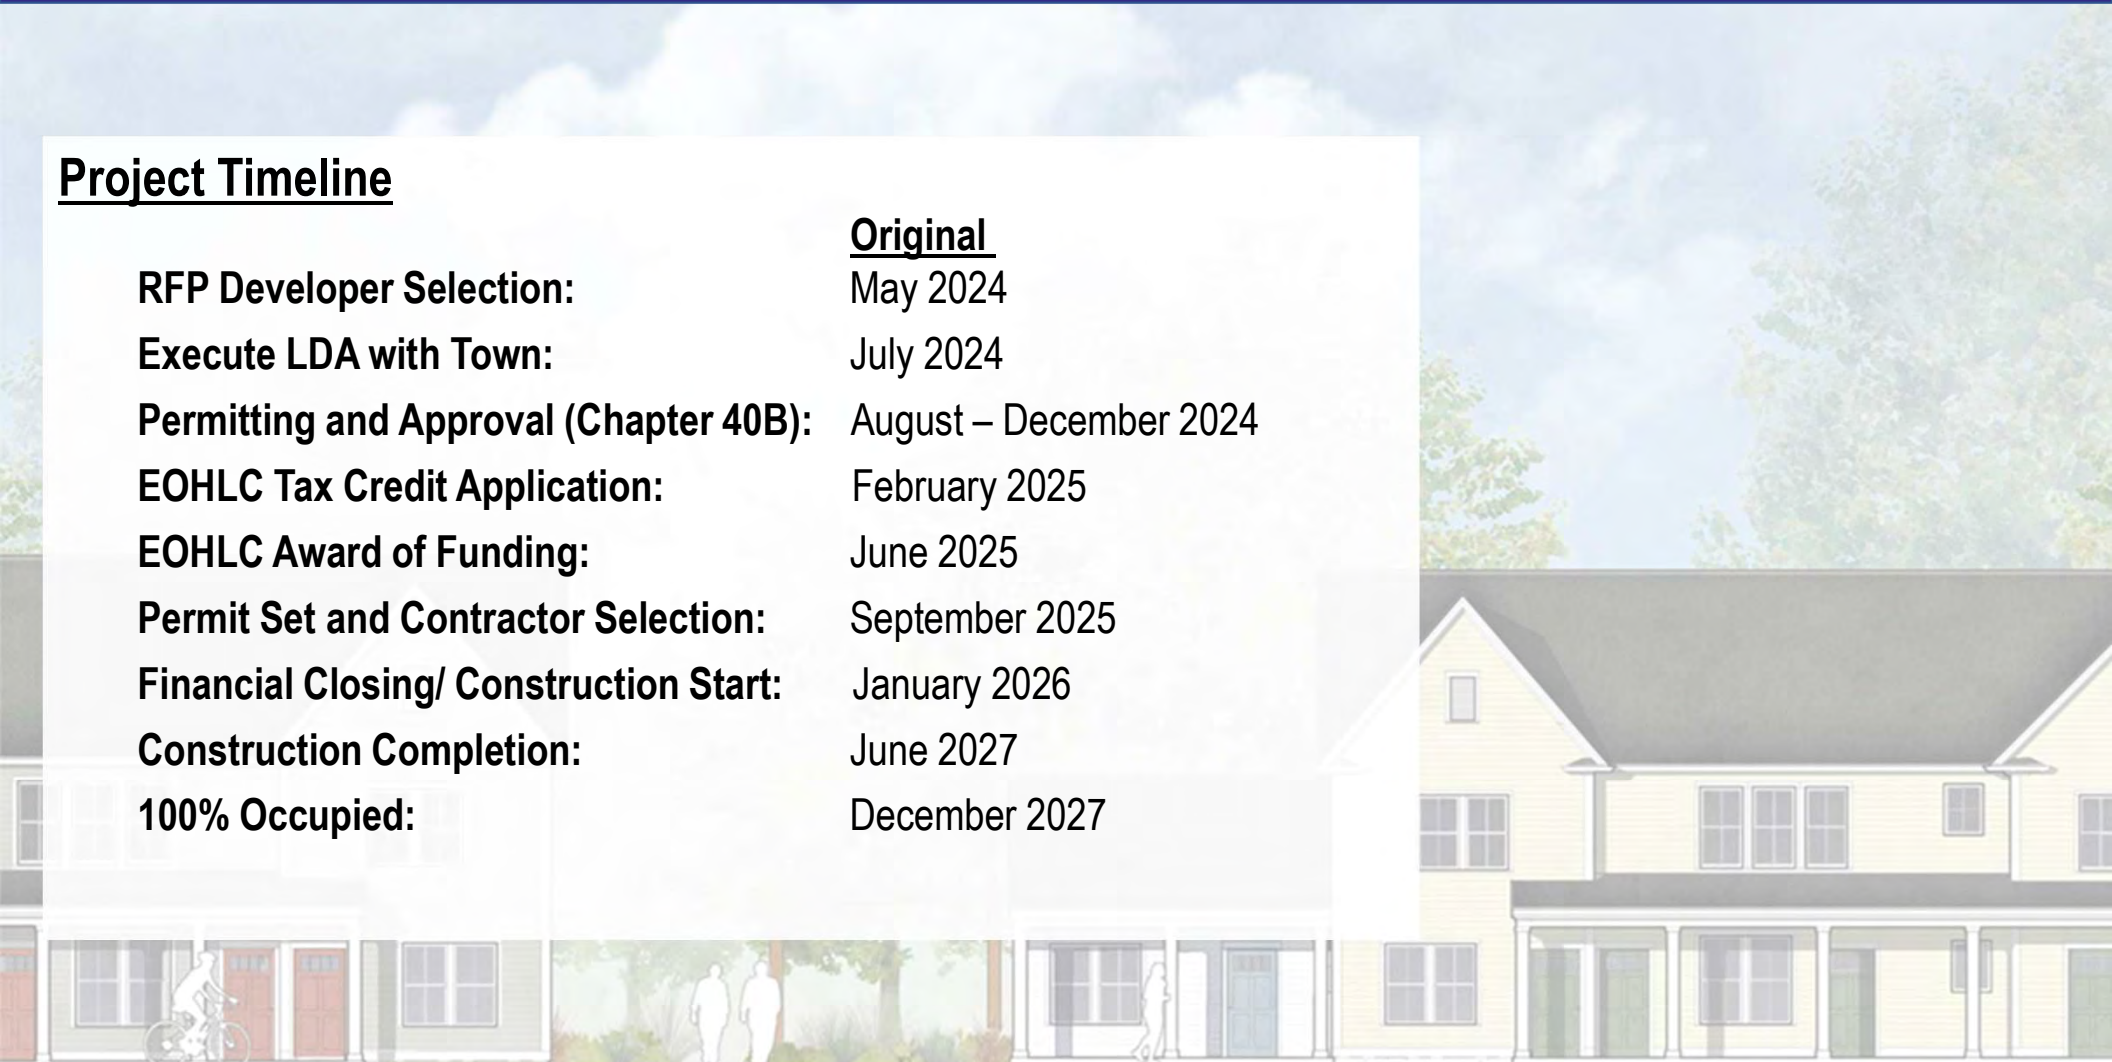 Project Timeline
Original
RFP Developer Selection: May 2024
Execute LDA with Town: July 2024
Permitting and Approval (Chapter 40B): August – December 2024
EOHLC Tax Credit Application: February 2025
EOHLC Award of Funding: June 2025
Permit Set and Contractor Selection: September 2025
Financial Closing/ Construction Start: January 2026
Construction Completion: June 2027
100% Occupied: December 2027